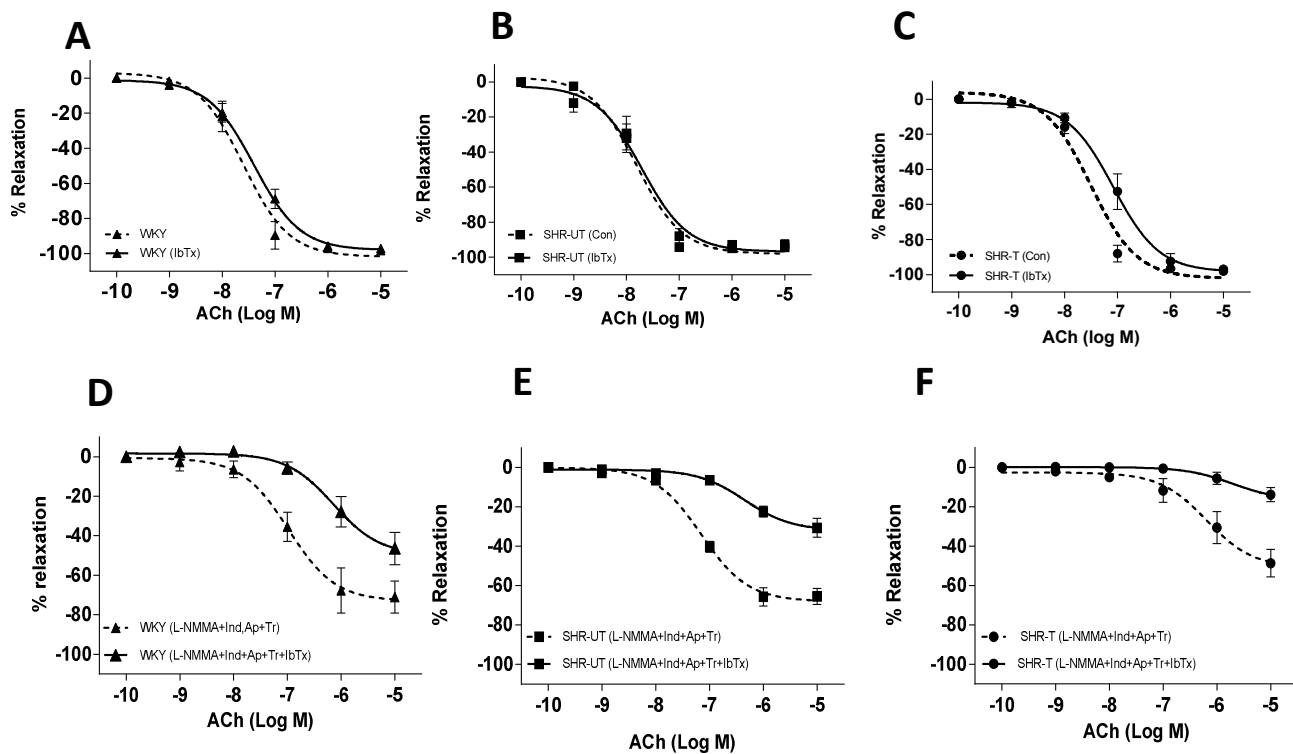 A
% Relaxation
0
-20
-40
-60
-80
-100
WKY
WKY (IbTx)
-10 -9 -8 -7 -6 -5
ACh (Log M)
B
% Relaxation
0
-20
-40
-60
-80
-100
SHR-UT (Con)
SHR-UT (IbTx)
-10 -9 -8 -7 -6 -5
ACh (Log M)
C
% Relaxation
0
-20
-40
-60
-80
-100
SHR-T (Con)
SHR-T (IbTx)
-10 -9 -8 -7 -6 -5
ACh (log M)
D
% relaxation
0
-20
-40
-60
-80
-100
WKY (L-NMMA+Ind,Ap+Tr)
WKY (L-NMMA+Ind+Ap+Tr+IbTx)
-10 -9 -8 -7 -6 -5
ACh (Log M)
E
% Relaxation
0
-20
-40
-60
-80
-100
SHR-UT (L-NMMA+Ind+Ap+Tr)
SHR-UT (L-NMMA+Ind+Ap+Tr+IbTx)
-10 -9 -8 -7 -6 -5
ACh (Log M)
F
% Relaxation
0
-20
-40
-60
-80
-100
SHR-T (L-NMMA+Ind+Ap+Tr)
SHR-T (L-NMMA+Ind+Ap+Tr+IbTx)
-10 -9 -8 -7 -6 -5
ACh (Log M)